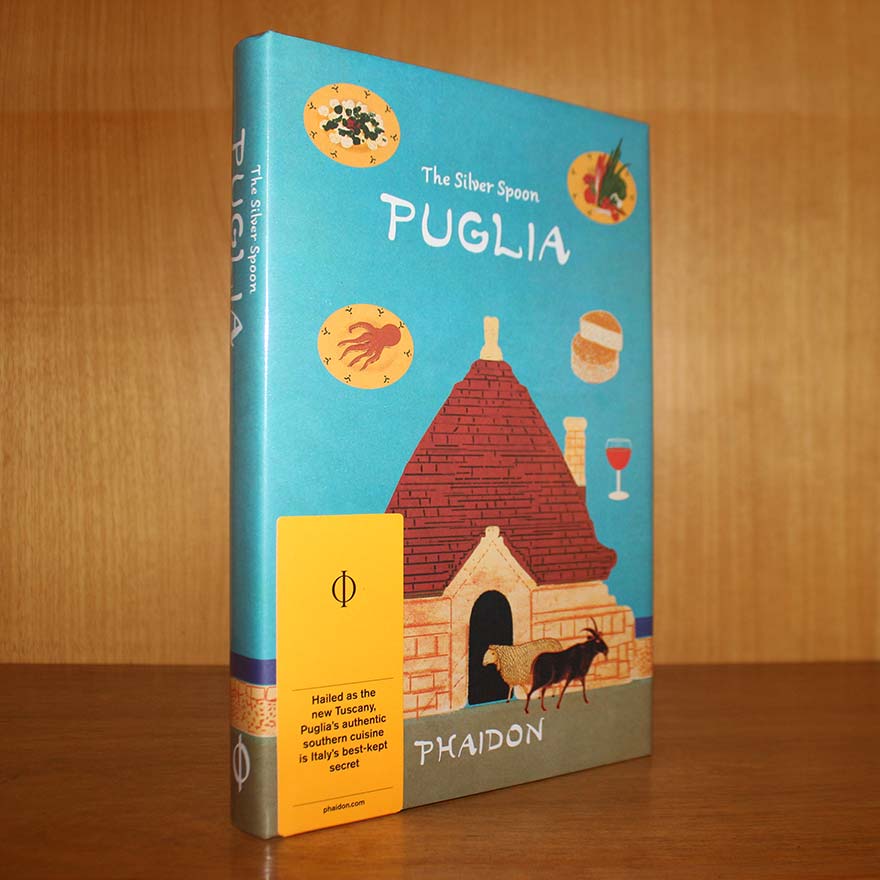 The Silver Spoon
PUGLIA
The Silver Spoon
PUGLIA
Hailed as the
new Tuscany,
Puglia's authentic
southern cuisine
is Italy's best-kept
secret
phaidon.com
PHAIDON